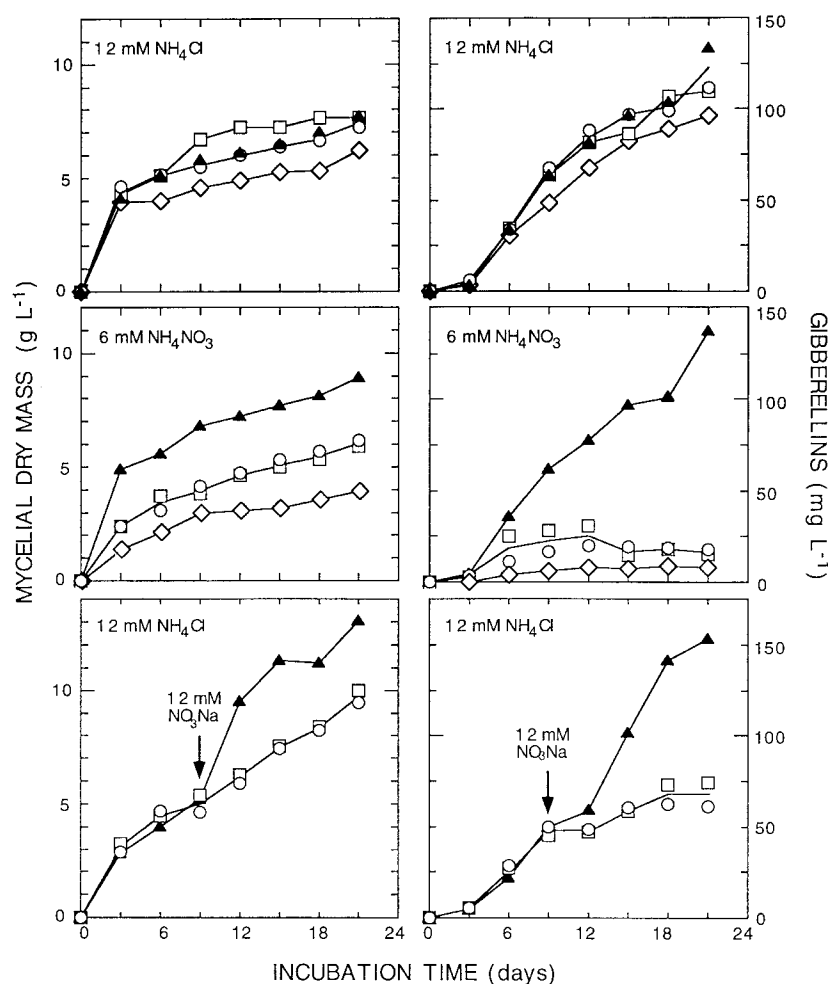 12 mM NH₄Cl
10
5
0
12 mM NH₄Cl
150
100
50
0
6 mM NH₄NO₃
10
5
0
6 mM NH₄NO₃
150
100
50
25
0
12 mM NH₄Cl
10
5
0
12 mM
NO₃Na
12 mM NH₄Cl
150
100
75
50
0
12 mM
NO₃Na
0 6 12 18 24
0 6 12 18 24
MYCELIAL DRY MASS (g L⁻¹)
GIBBERELLINS (mg L⁻¹)
INCUBATION TIME (days)